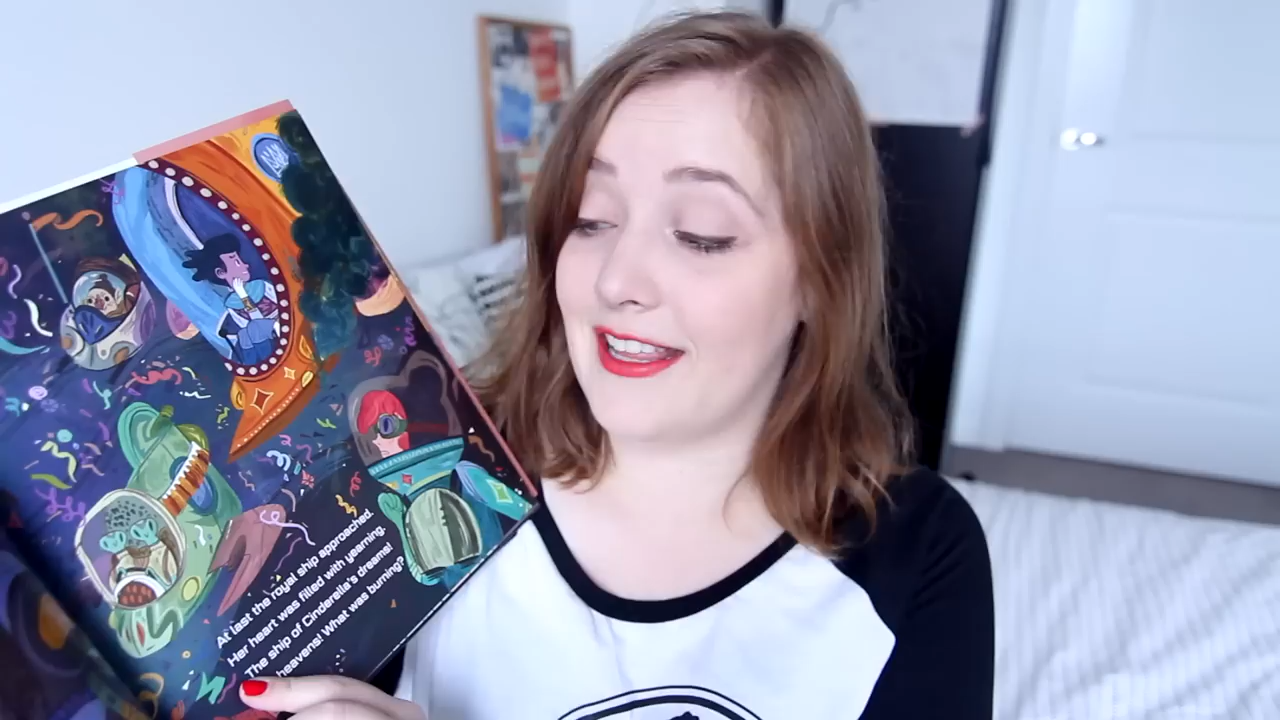 At last the royal ship approached.
Her heart was filled with yearning.
The ship of Cinderella's dreams!
heavens! What was burning?